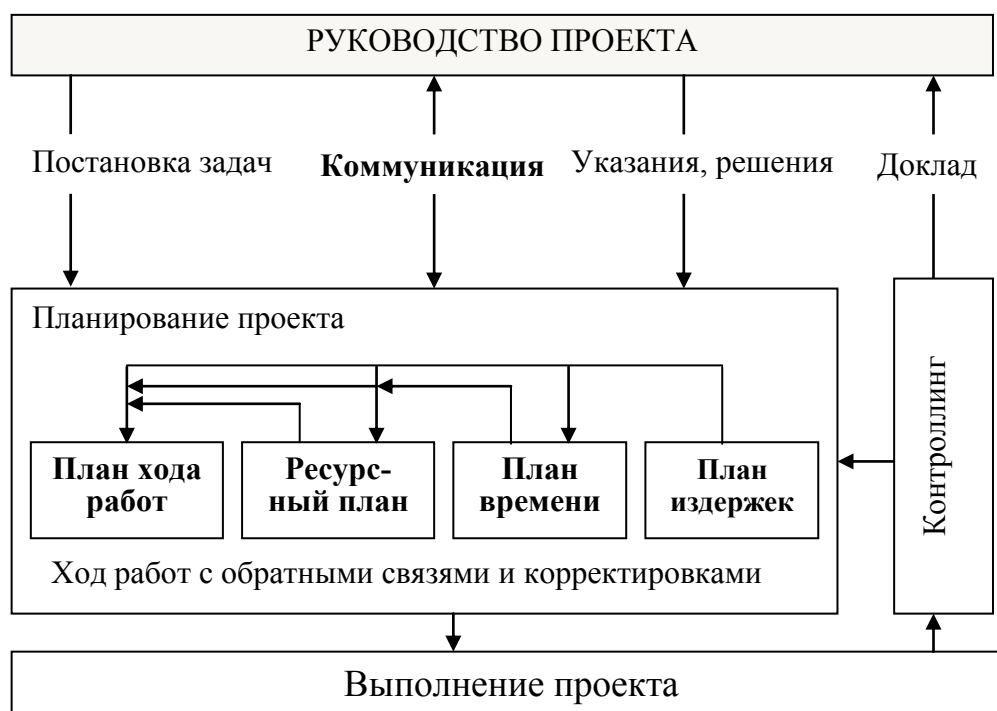 РУКОВОДСТВО ПРОЕКТА
Постановка задач
Коммуникация
Указания, решения
Доклад
Планирование проекта
План хода
работ
Ресурс-
ный план
План
времени
План
издержек
Ход работ с обратными связями и корректировками
Контроллинг
Выполнение проекта